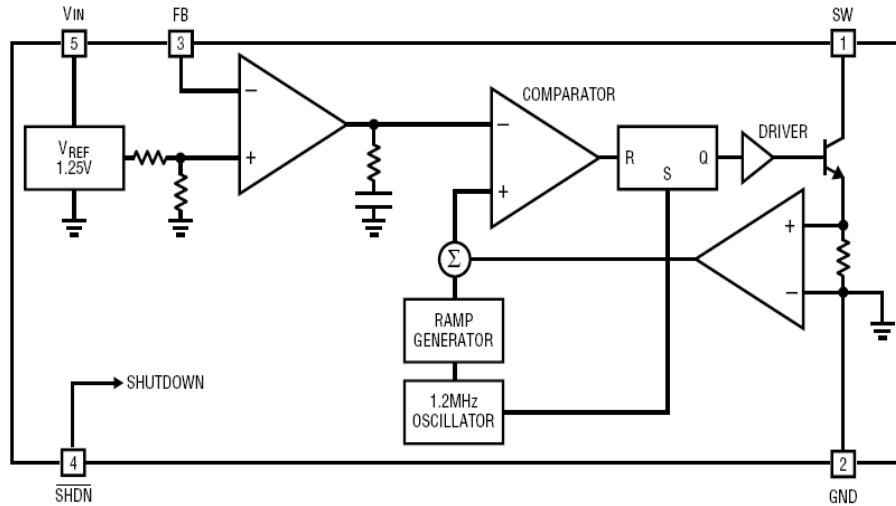 VIN
FB
SW
5
3
1
VREF
1.25V
−
+
COMPARATOR
−
+
R
Q
S
DRIVER
+
−
Σ
RAMP
GENERATOR
1.2MHz
OSCILLATOR
SHUTDOWN
4
2
SHDN
GND